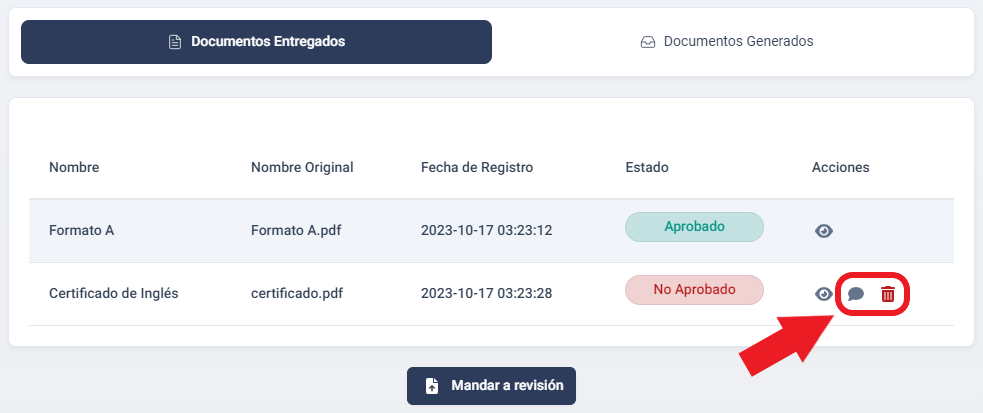 Documentos Entregados
Documentos Generados
Nombre Nombre Original Fecha de Registro Estado Acciones
Formato A Formato A.pdf 2023-10-17 03:23:12 Aprobado
Certificado de Inglés certificado.pdf 2023-10-17 03:23:28 No Aprobado
Mandar a revisión